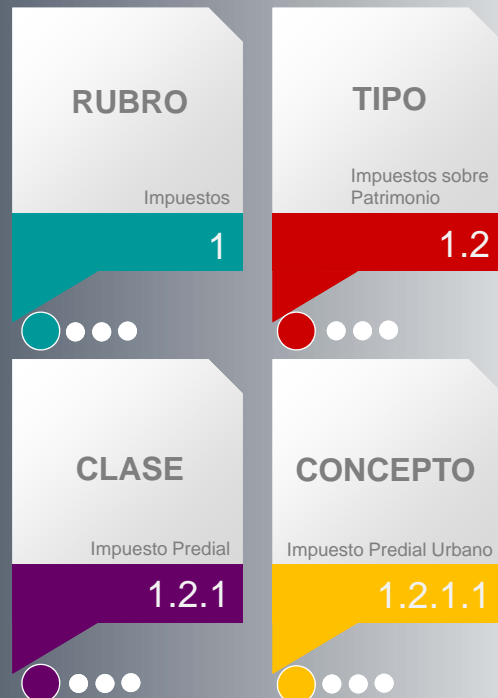 RUBRO
Impuestos
1
TIPO
Impuestos sobre
Patrimonio
1.2
CLASE
Impuesto Predial
1.2.1
CONCEPTO
Impuesto Predial Urbano
1.2.1.1